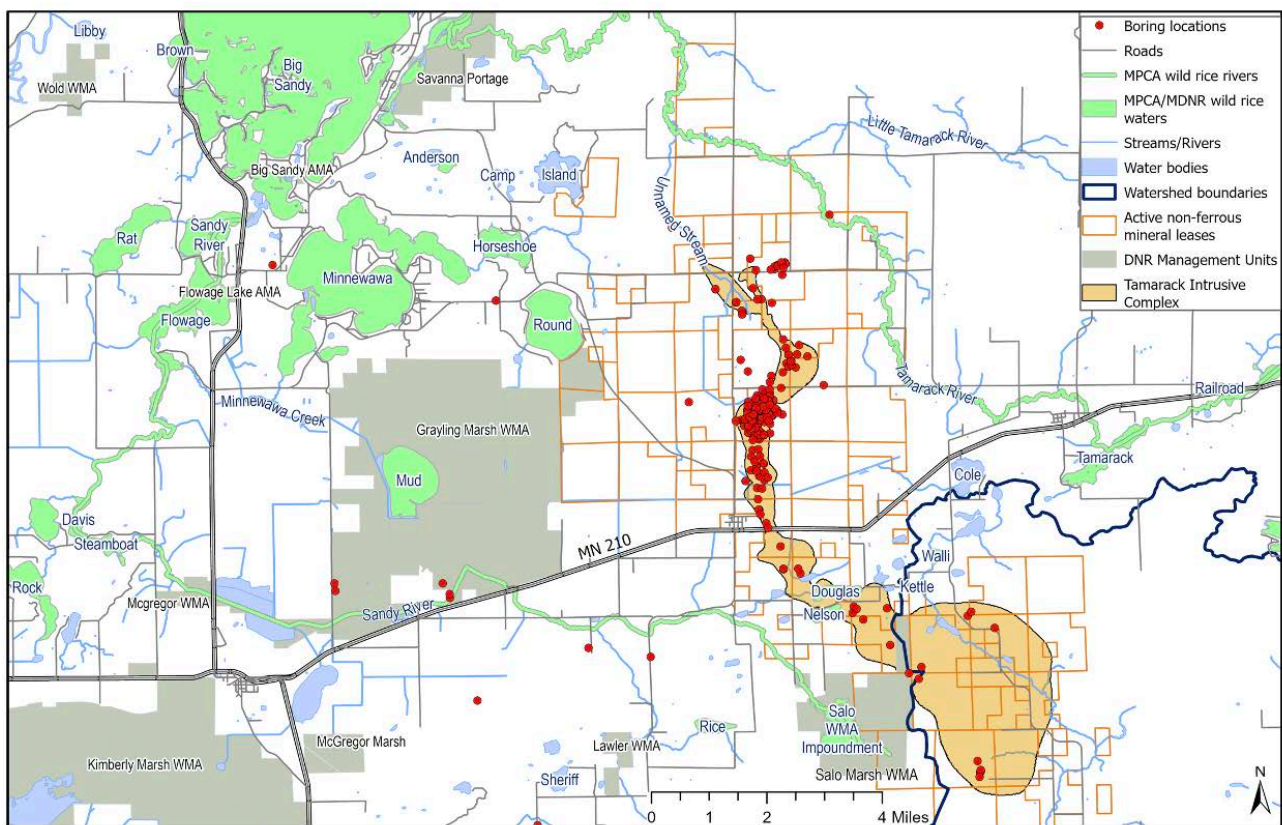 Libby
Brown
Big
Sandy
Wold WMA
Savanna Portage
Boring locations
Roads
MPCA wild rice rivers
MPCA/MDNR wild rice
waters
Streams/Rivers
Water bodies
Watershed boundaries
Active non-ferrous
mineral leases
DNR Management Units
Tamarack Intrusive
Complex
Little Tamarack River
Anderson
Camp
Island
Big Sandy AMA
Unnamed Stream
Rat
Sandy
River
Horseshoe
Minnewawa
Flowage Lake AMA
Flowage
Round
Minnewawa Creek
Tamarack River
Railroad
Grayling Marsh WMA
Mud
Tamarack
Cole
Davis
Steamboat
MN 210
Walli
Rock
Mcgregor WMA
Sandy River
Douglas
Kettle
Nelson
Salo
WMA
Impoundment
Rice
McGregor Marsh
Lawler WMA
Kimberly Marsh WMA
Sheriff
Salo Marsh WMA
N
0 1 2 4 Miles